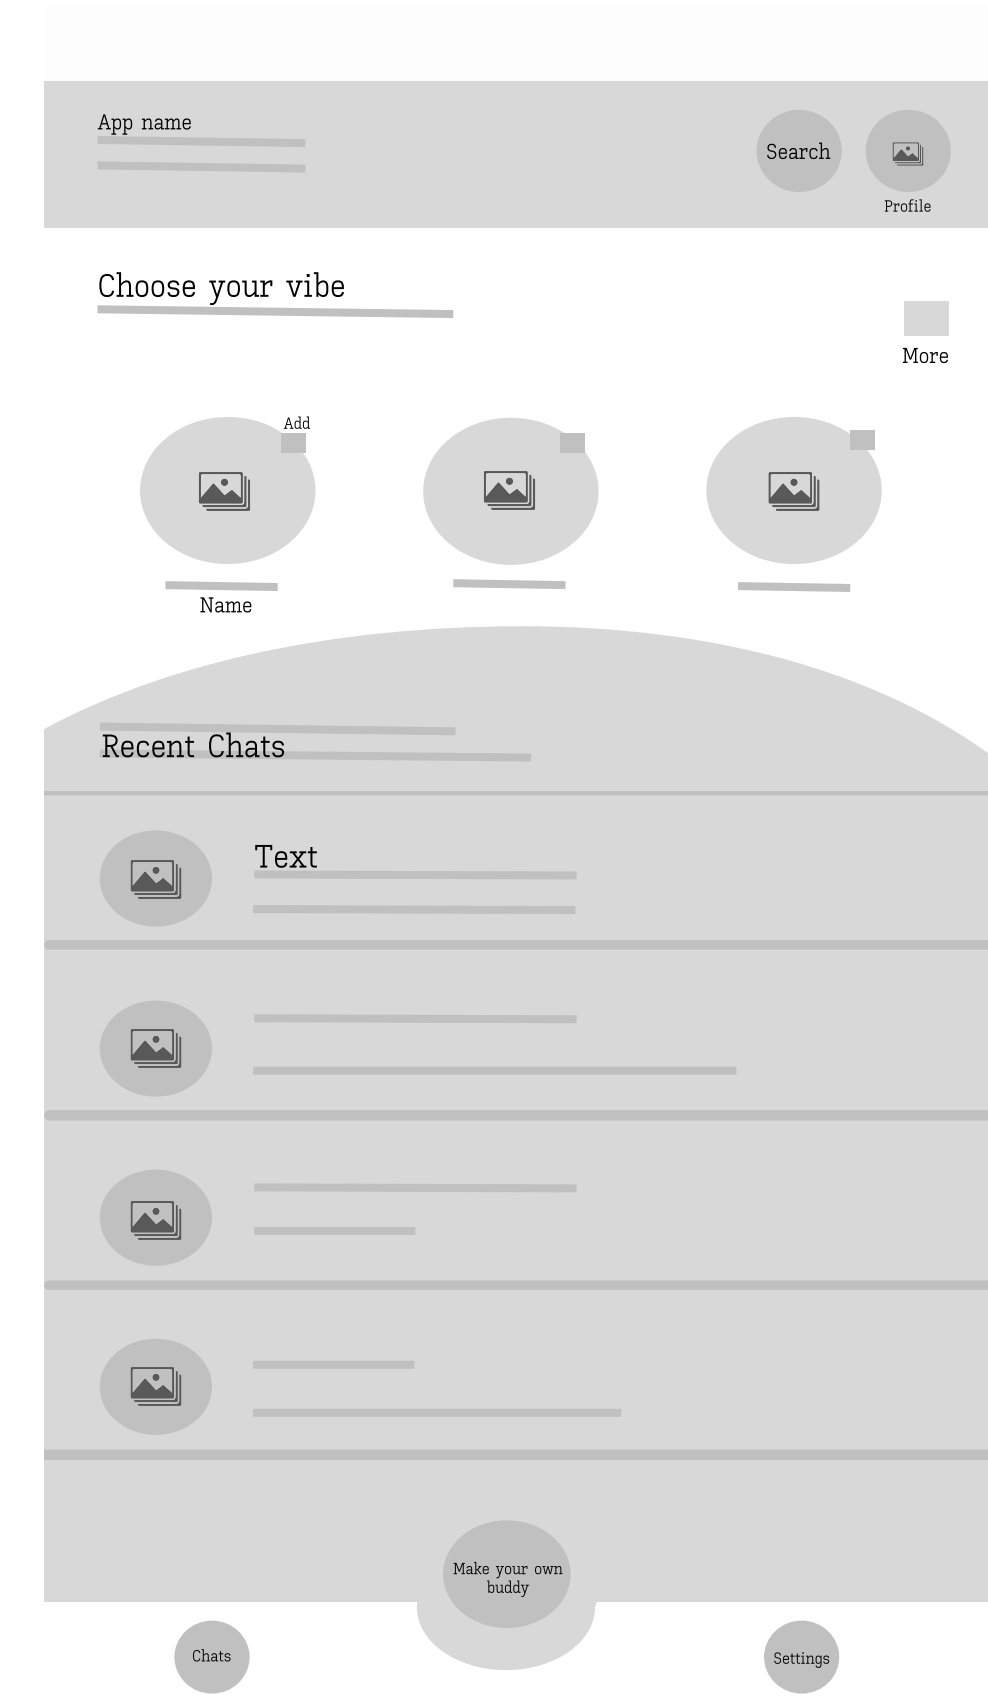 App name
Search
Profile
Choose your vibe
More
Add
Name
Recent Chats
Text
Make your own
buddy
Chats
Settings